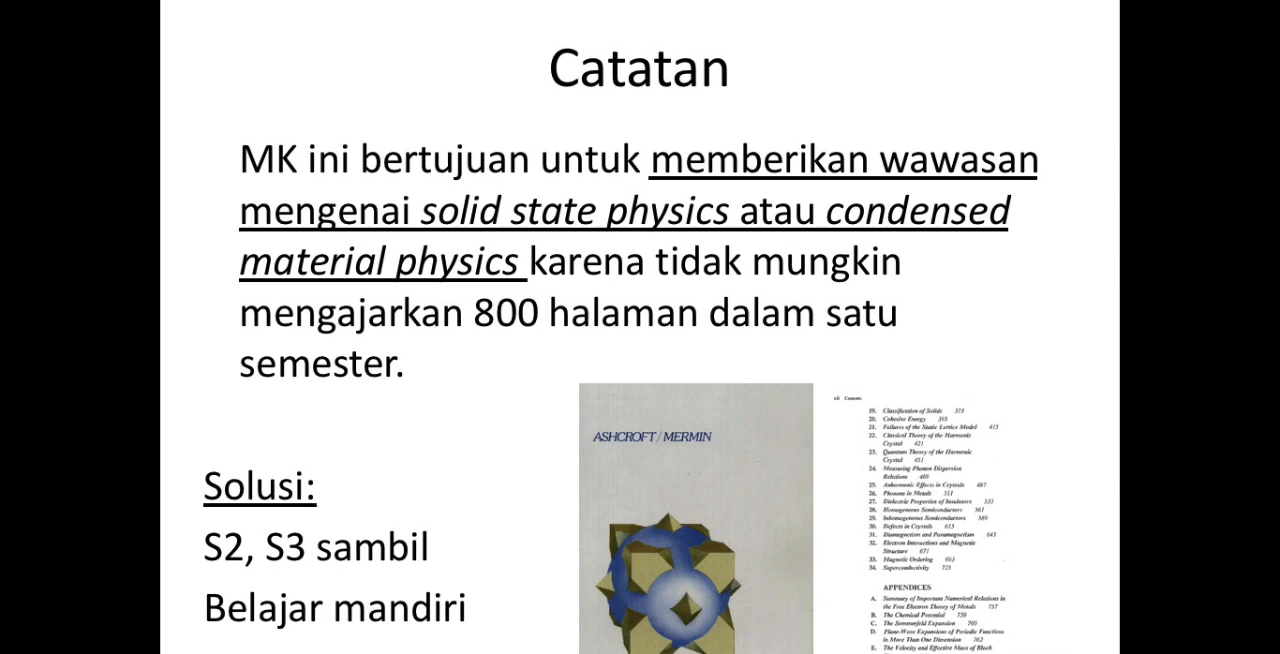 Catatan
MK ini bertujuan untuk memberikan wawasan
mengenai solid state physics atau condensed
material physics karena tidak mungkin
mengajarkan 800 halaman dalam satu
semester.
Solusi:
S2, S3 sambil
Belajar mandiri
ASHCROFT / MERMIN
xii Contents
19. Classification of Solids 373
20. Cohesive Energy 395
21. Failures of the Static Lattice Model 415
22. Classical Theory of the Harmonic
Crystal 421
23. Quantum Theory of the Harmonic
Crystal 451
24. Measuring Phonon Dispersion
Relations 469
25. Anharmonic Effects in Crystals 487
26. Phonons in Metals 511
27. Dielectric Properties of Insulators 533
28. Homogeneous Semiconductors 561
29. Inhomogeneous Semiconductors 589
30. Defects in Crystals 615
31. Diamagnetism and Paramagnetism 643
32. Electron Interactions and Magnetic
Structure 671
33. Magnetic Ordering 693
34. Superconductivity 725
APPENDICES
A. Summary of Important Numerical Relations in
the Free Electron Theory of Metals 757
B. The Chemical Potential 759
C. The Sommerfeld Expansion 760
D. Plane-Wave Expansions of Periodic Functions
in More Than One Dimension 762
E. The Velocity and Effective Mass of Bloch